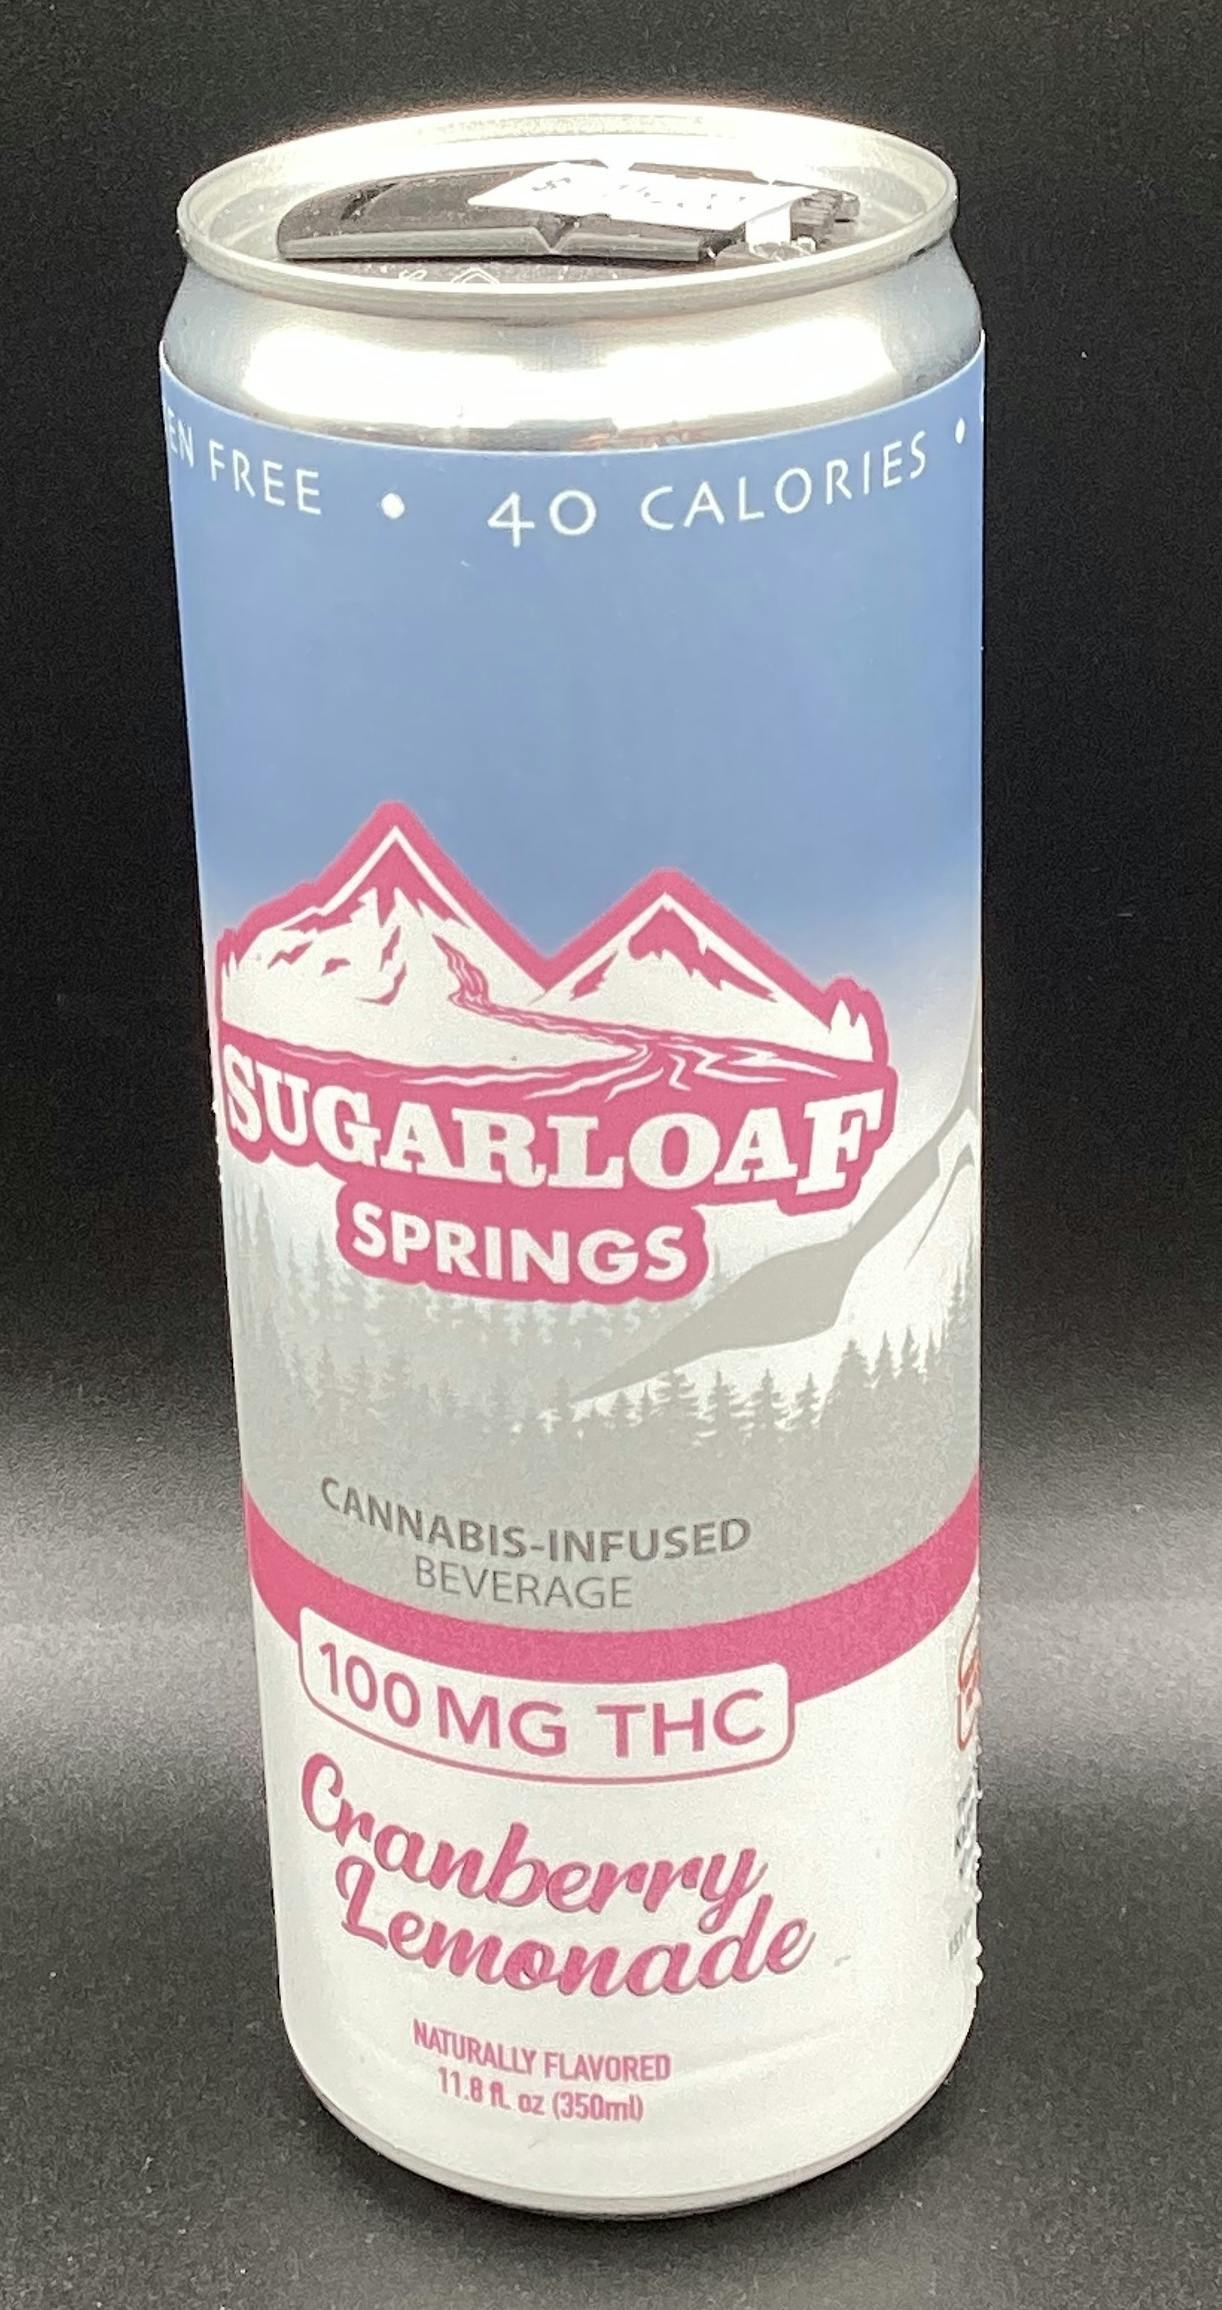 FREE • 40 CALORIES •
SUGARLOAF
SPRINGS
CANNABIS-INFUSED
BEVERAGE
100 MG THC
Cranberry
Lemonade
NATURALLY FLAVORED
11.8 fl. oz (350ml)